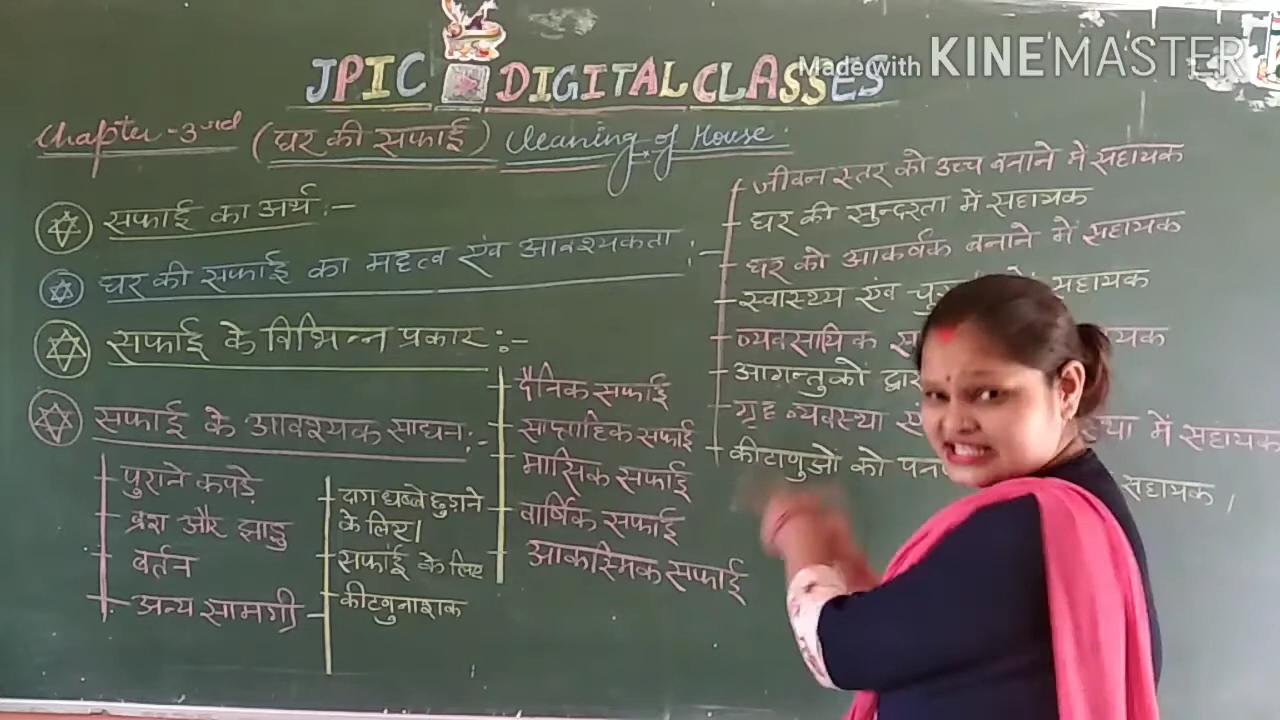 JPIC DIGITAL CLASSES
Made with KINEMASTER
Chapter-3rd (घर की सफाई) Cleaning of House.
सफाई का अर्थ :-
घर की सफाई का महत्व एंव आवश्यकता :-
जीवन स्तर को उच्च बनाने में सहायक
घर की सुन्दरता में सहायक
घर को आकर्षक बनाने में सहायक
स्वास्थ्य एंव सहायक
व्यवसायिक
आगन्तुकों
गृह व्यवस्था में सहायक
कीटाणुओं को सहायक।
सफाई के विभिन्न प्रकार :-
दैनिक सफाई
साप्ताहिक सफाई
मासिक सफाई
वार्षिक सफाई
आकस्मिक सफाई
सफाई के आवश्यक साधन :-
पुराने कपड़े
ब्रश और झाडु
बर्तन
अन्य सामग्री -
दाग धब्बे छुड़ाने
के लिए।
सफाई के लिए
कीटाणुनाशक